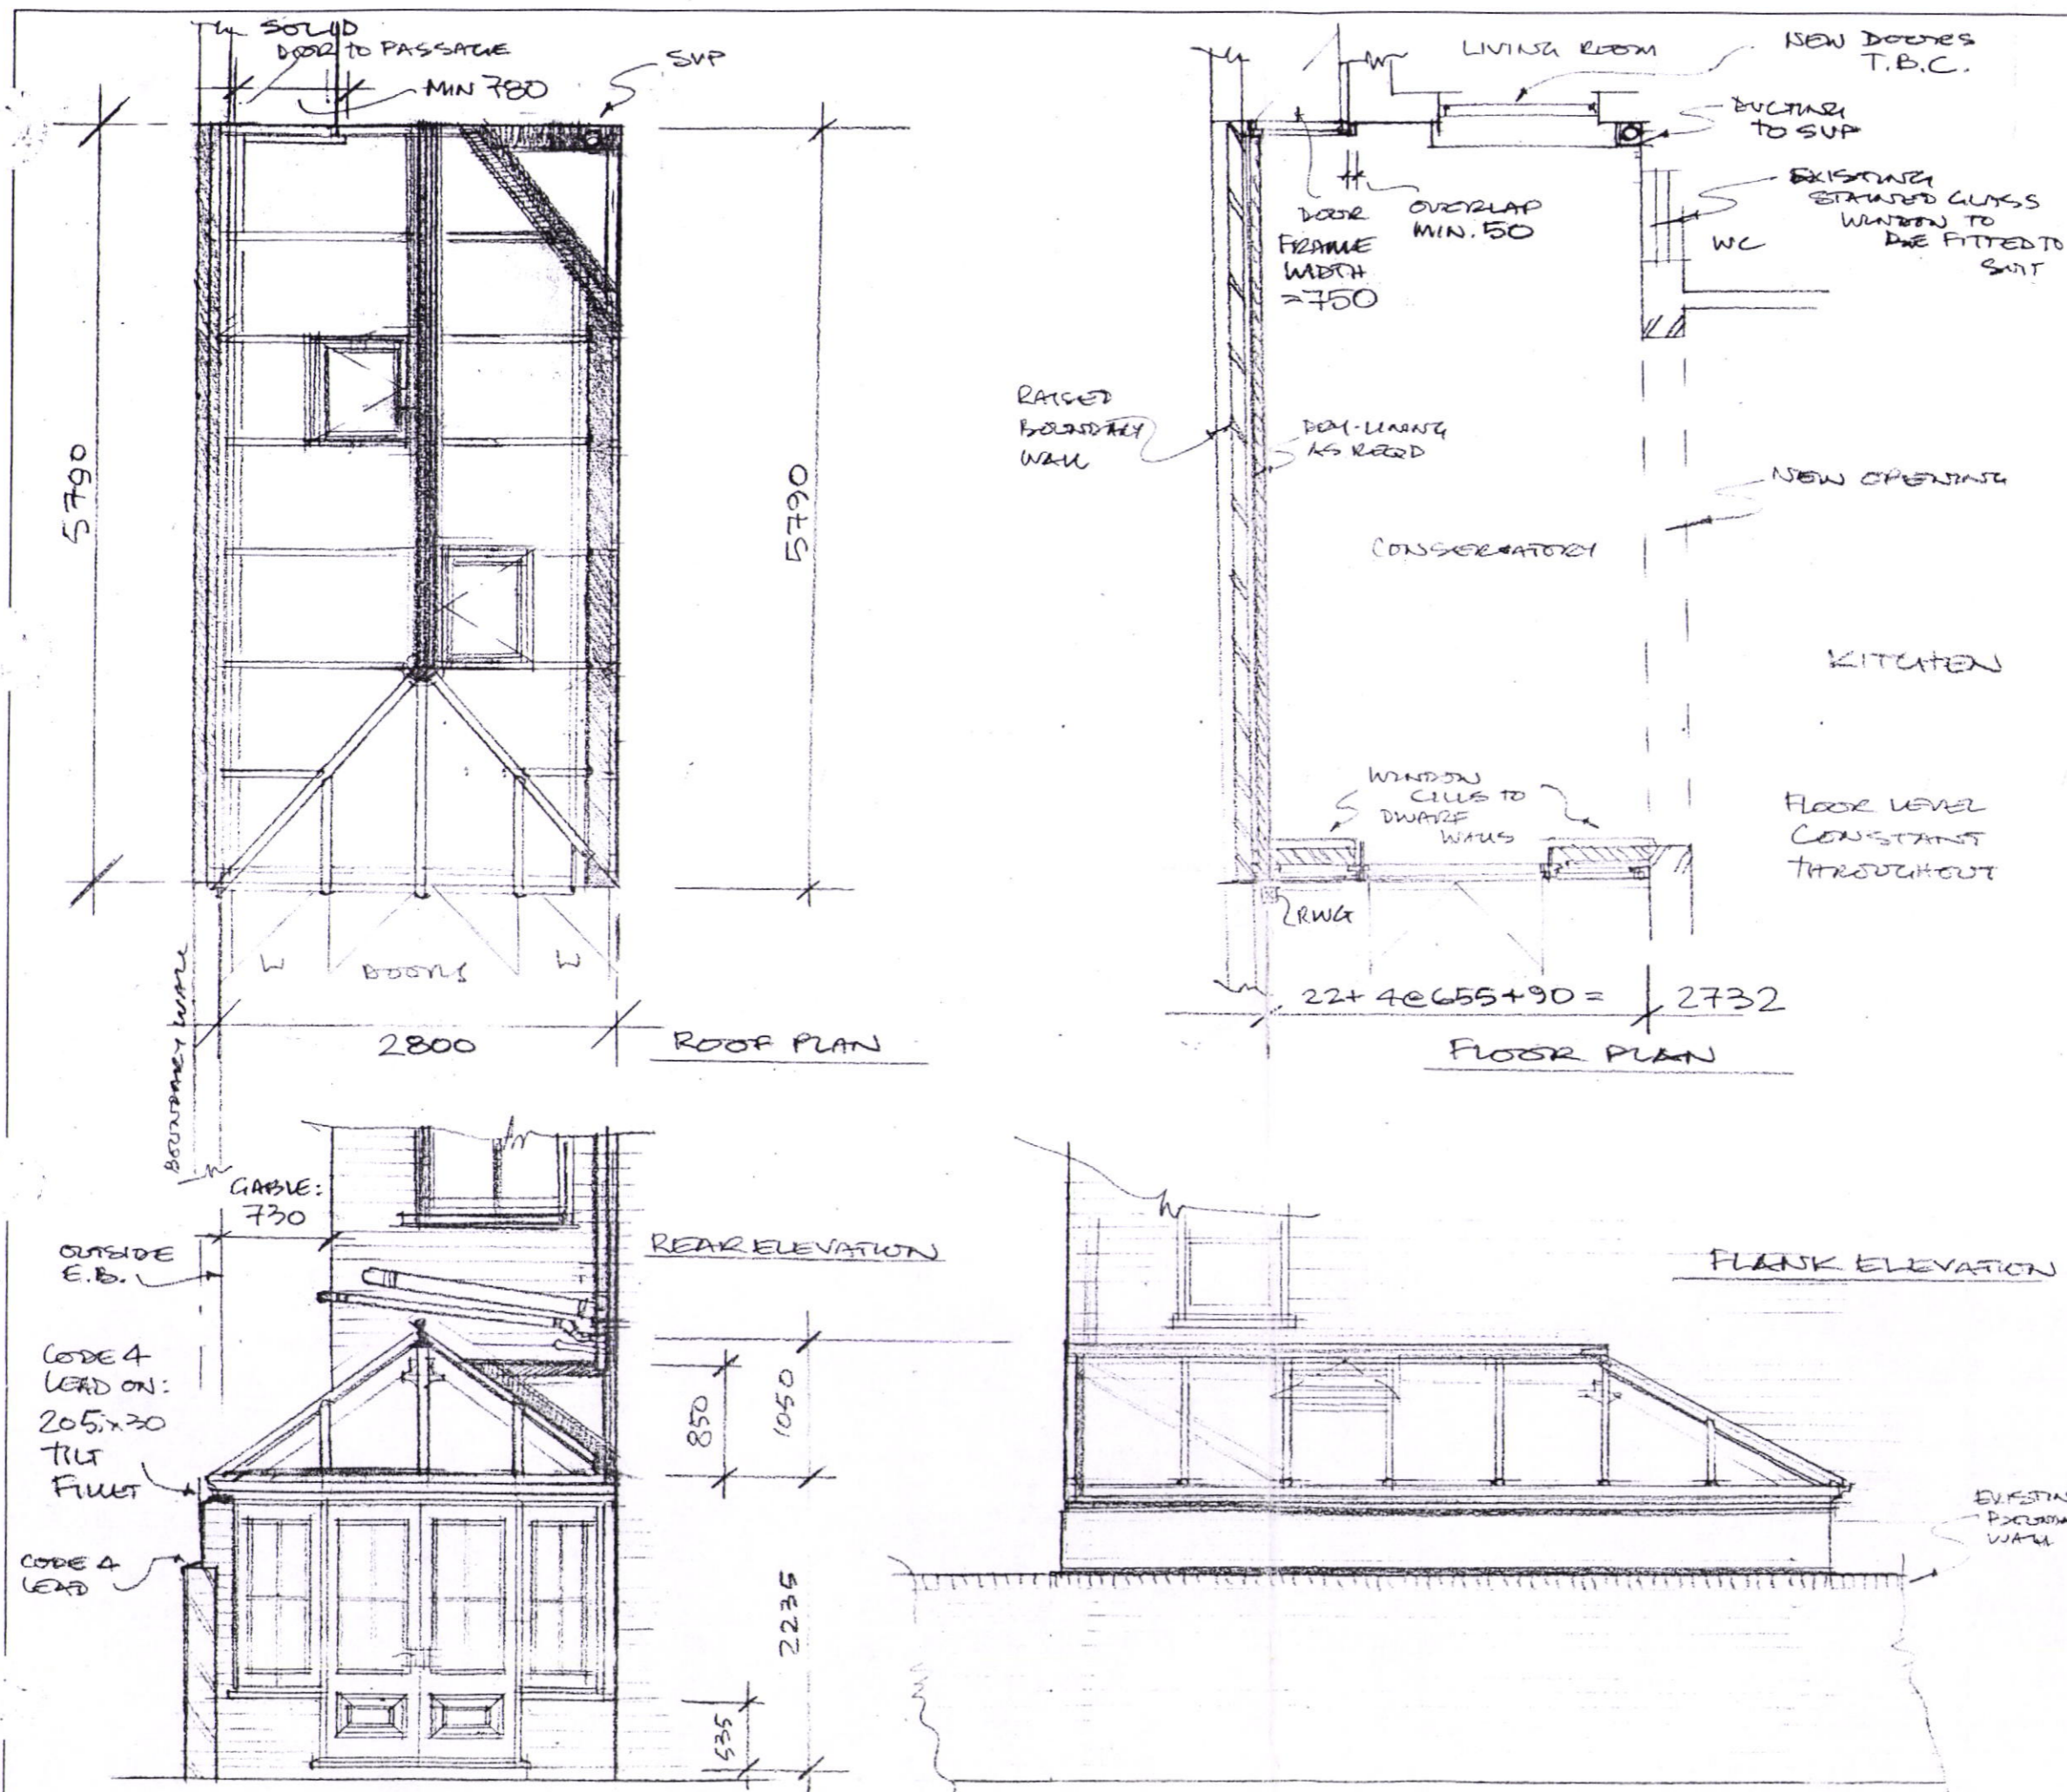 SOLID
DOOR TO PASSAGE
MIN 780
SVP
5790
5790
W
DOORS
W
BOUNDARY WALL
2800
ROOF PLAN
LIVING ROOM
NEW DOORS
T.B.C.
DUCTING
TO SVP
EXISTING
STAINED GLASS
WINDOW TO
BE FITTED TO
SUIT
WC
DOOR
FRAME
WIDTH
=750
OVERLAP
MIN. 50
RAISED
BOUNDARY
WALL
DRY-LINING
AS REQD
NEW OPENING
CONSERVATORY
KITCHEN
WINDOW
CILLS TO
DWARF
WALLS
FLOOR LEVEL
CONSTANT
THROUGHOUT
RWG
22+ 4@655+90 =
2732
FLOOR PLAN
GABLE:
730
OUTSIDE
E.B.
REAR ELEVATION
CODE 4
LEAD ON:
205 x 30
TILT
FILLET
CODE 4
LEAD
850
1050
2235
535
FLANK ELEVATION
WALL